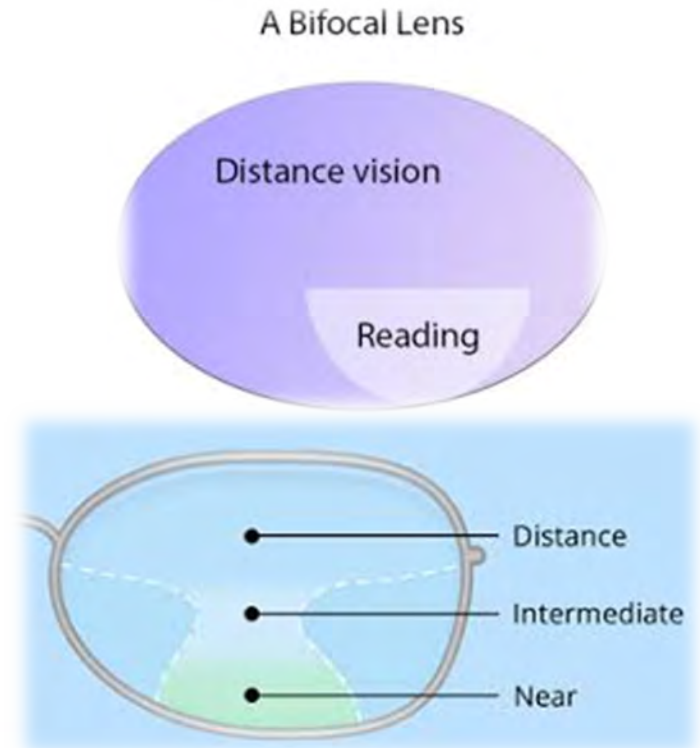 A Bifocal Lens
Distance vision
Reading
Distance
Intermediate
Near